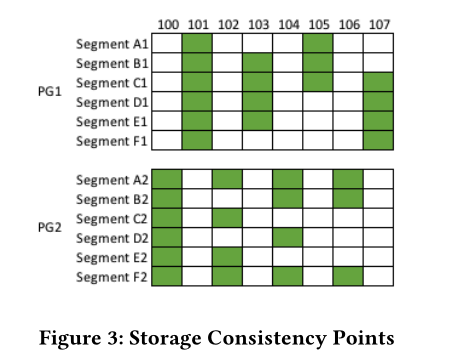 100 101 102 103 104 105 106 107
Segment A1
Segment B1
Segment C1
PG1
Segment D1
Segment E1
Segment F1
Segment A2
Segment B2
Segment C2
PG2
Segment D2
Segment E2
Segment F2
Figure 3: Storage Consistency Points